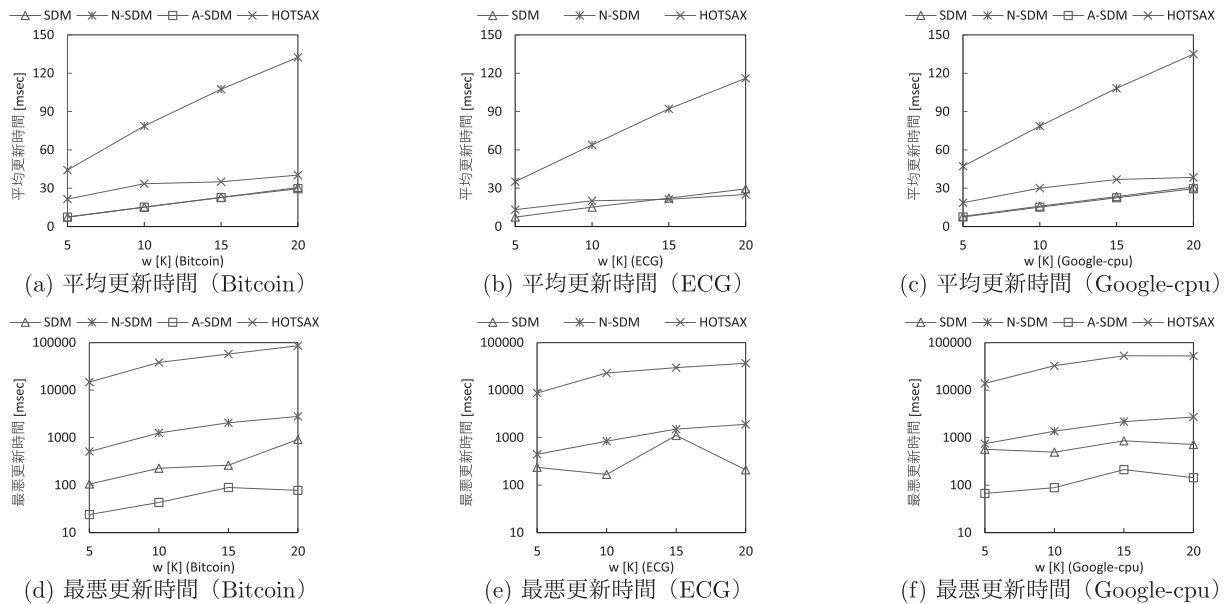 SDM N-SDM A-SDM HOTSAX
150
120
90
60
30
0
平均更新時間 [msec]
5 10 15 20
w [K] (Bitcoin)
(a) 平均更新時間（Bitcoin）
SDM N-SDM HOTSAX
150
120
90
60
30
0
平均更新時間 [msec]
5 10 15 20
w [K] (ECG)
(b) 平均更新時間（ECG）
SDM N-SDM A-SDM HOTSAX
150
120
90
60
30
0
平均更新時間 [msec]
5 10 15 20
w [K] (Google-cpu)
(c) 平均更新時間（Google-cpu）
SDM N-SDM A-SDM HOTSAX
100000
10000
1000
100
10
最悪更新時間 [msec]
5 10 15 20
w [K] (Bitcoin)
(d) 最悪更新時間（Bitcoin）
SDM N-SDM HOTSAX
100000
10000
1000
100
10
最悪更新時間 [msec]
5 10 15 20
w [K] (ECG)
(e) 最悪更新時間（ECG）
SDM N-SDM A-SDM HOTSAX
100000
10000
1000
100
10
最悪更新時間 [msec]
5 10 15 20
w [K] (Google-cpu)
(f) 最悪更新時間（Google-cpu）